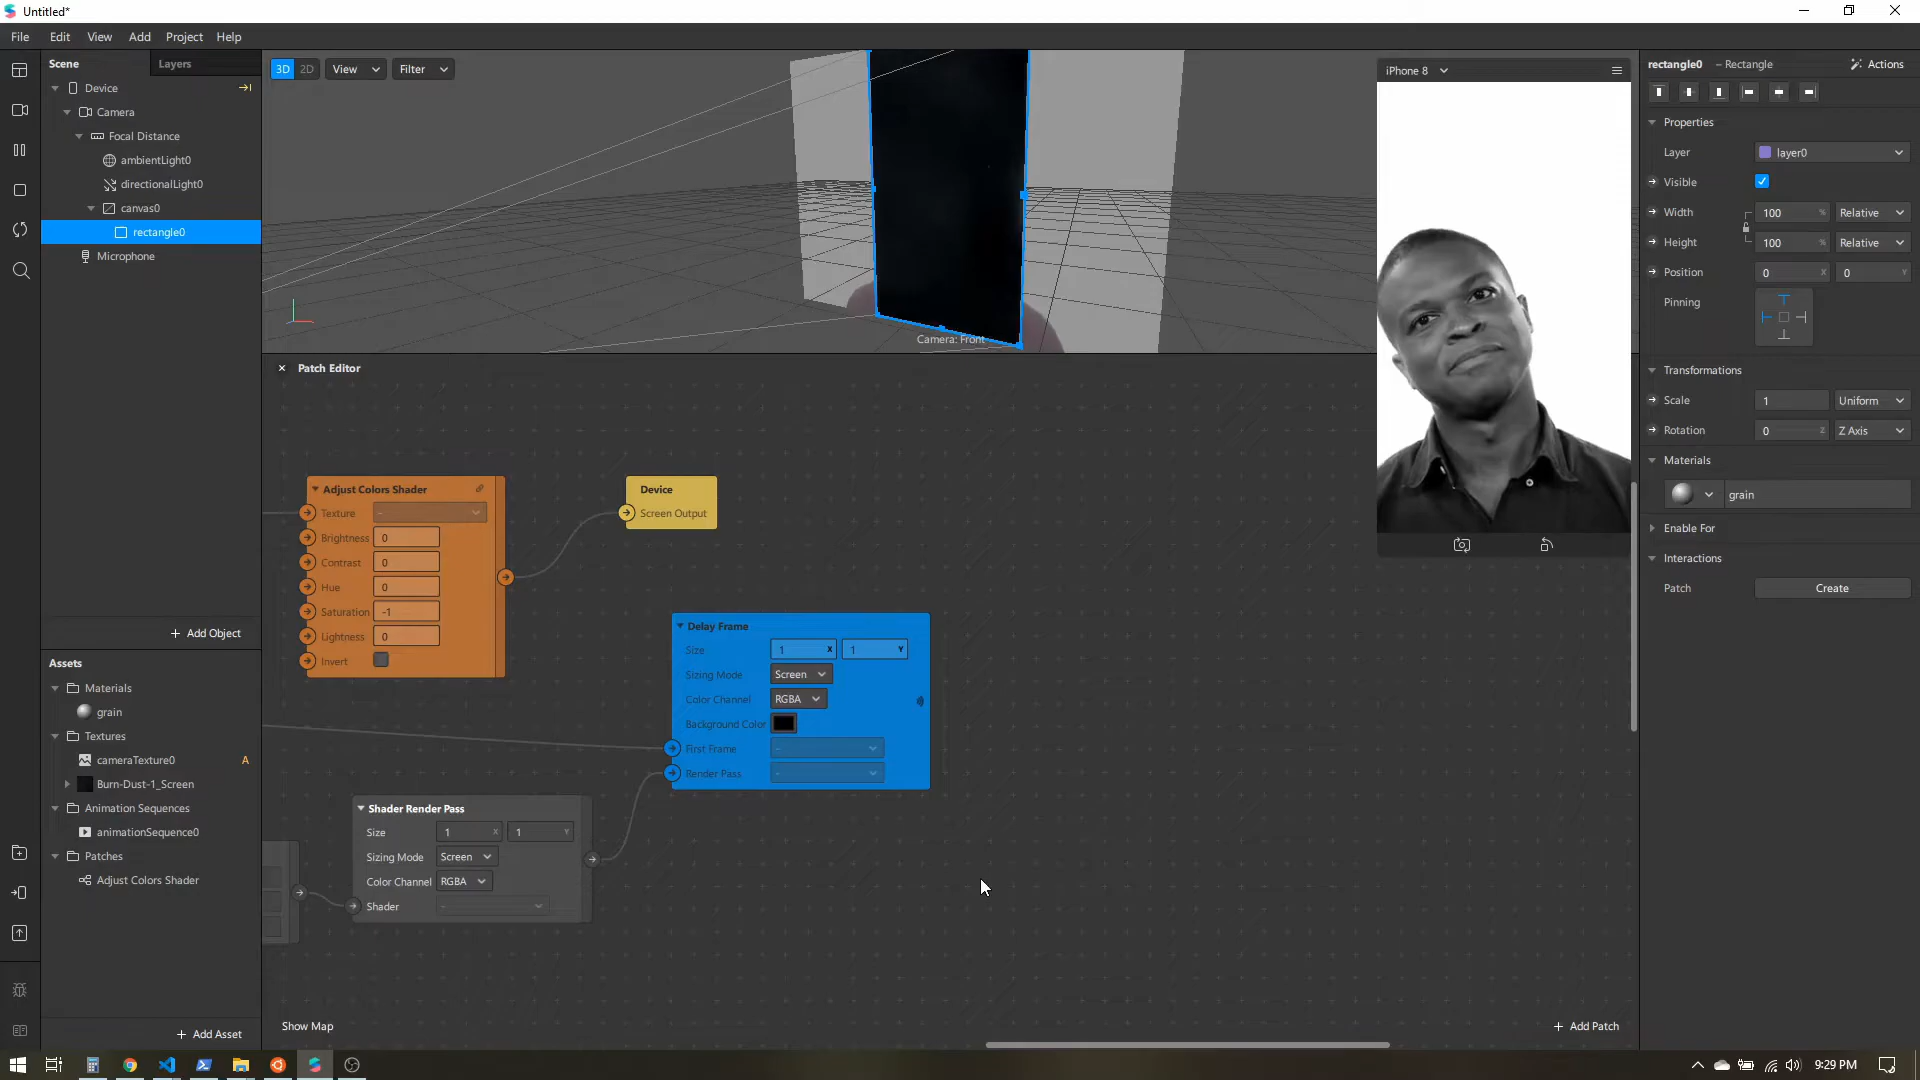 Untitled*
File Edit View Add Project Help
Scene
Layers
Device
Camera
Focal Distance
ambientLight0
directionalLight0
canvas0
rectangle0
Microphone
+ Add Object
Assets
Materials
grain
Textures
cameraTexture0 A
Burn-Dust-1_Screen
Animation Sequences
animationSequence0
Patches
Adjust Colors Shader
+ Add Asset
3D 2D View Filter
Camera: Front
× Patch Editor
Adjust Colors Shader
Texture -
Brightness 0
Contrast 0
Hue 0
Saturation -1
Lightness 0
Invert
Device
Screen Output
Delay Frame
Size 1 X 1 Y
Sizing Mode Screen
Color Channel RGBA
Background Color
First Frame -
Render Pass -
Shader Render Pass
Size 1 X 1 Y
Sizing Mode Screen
Color Channel RGBA
Shader -
Show Map
+ Add Patch
iPhone 8
rectangle0 – Rectangle Actions
Properties
Layer layer0
Visible
Width 100 % Relative
Height 100 % Relative
Position 0 X 0 Y
Pinning
Transformations
Scale 1 Uniform
Rotation 0 Z Z Axis
Materials
grain
Enable For
Interactions
Patch Create
9:29 PM